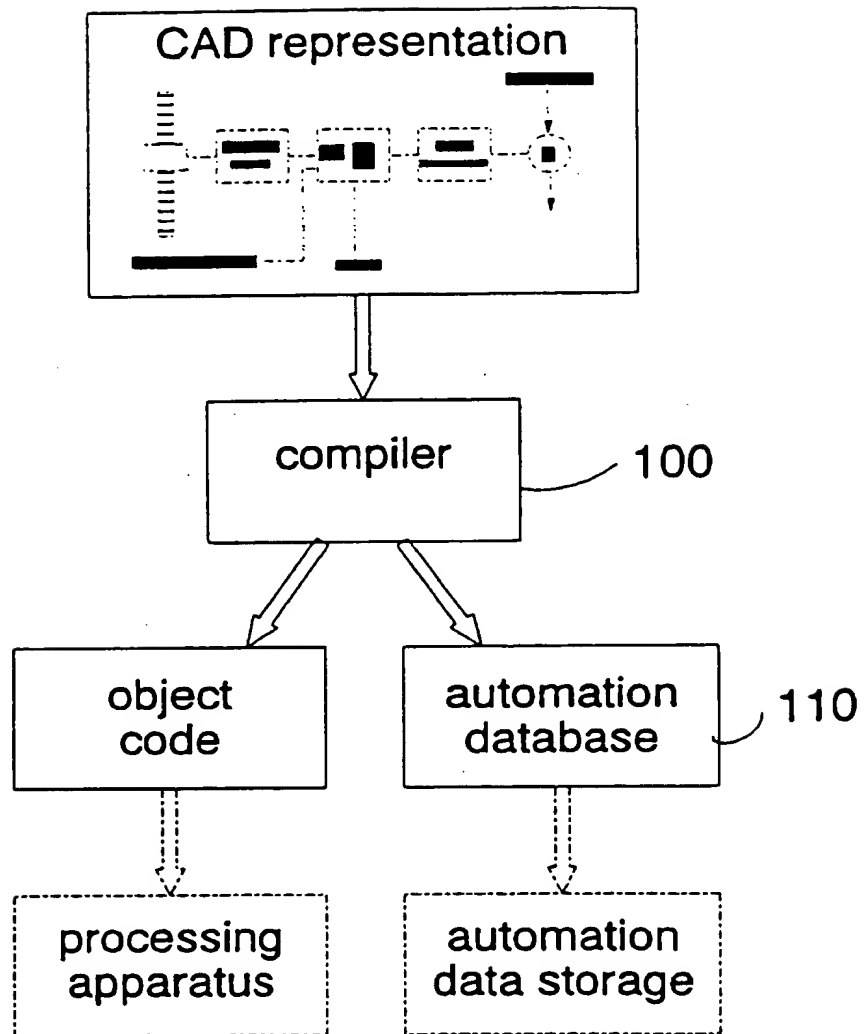 CAD representation
compiler
100
object
code
automation
database
110
processing
apparatus
automation
data storage